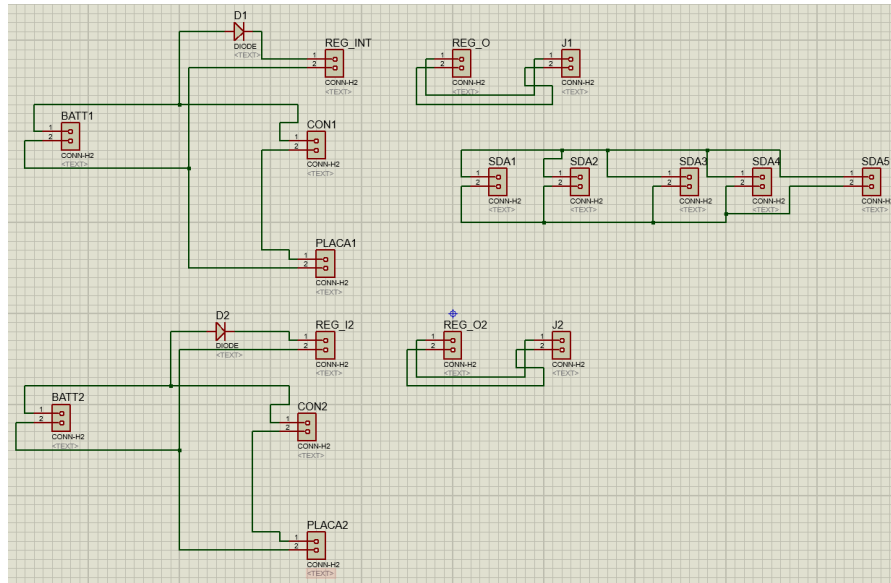 D1
DIODE
<TEXT>
REG_INT
1
2
CONN-H2
<TEXT>
REG_O
1
2
CONN-H2
<TEXT>
J1
1
2
CONN-H2
<TEXT>
BATT1
1
2
CONN-H2
<TEXT>
CON1
1
2
CONN-H2
<TEXT>
SDA1
1
2
CONN-H2
<TEXT>
SDA2
1
2
CONN-H2
<TEXT>
SDA3
1
2
CONN-H2
<TEXT>
SDA4
1
2
CONN-H2
<TEXT>
SDA5
1
2
CONN-H
<TEXT>
PLACA1
1
2
CONN-H2
<TEXT>
D2
DIODE
<TEXT>
REG_I2
1
2
CONN-H2
<TEXT>
REG_O2
1
2
CONN-H2
<TEXT>
J2
1
2
CONN-H2
<TEXT>
BATT2
1
2
CONN-H2
<TEXT>
CON2
1
2
CONN-H2
<TEXT>
PLACA2
1
2
CONN-H2
<TEXT>